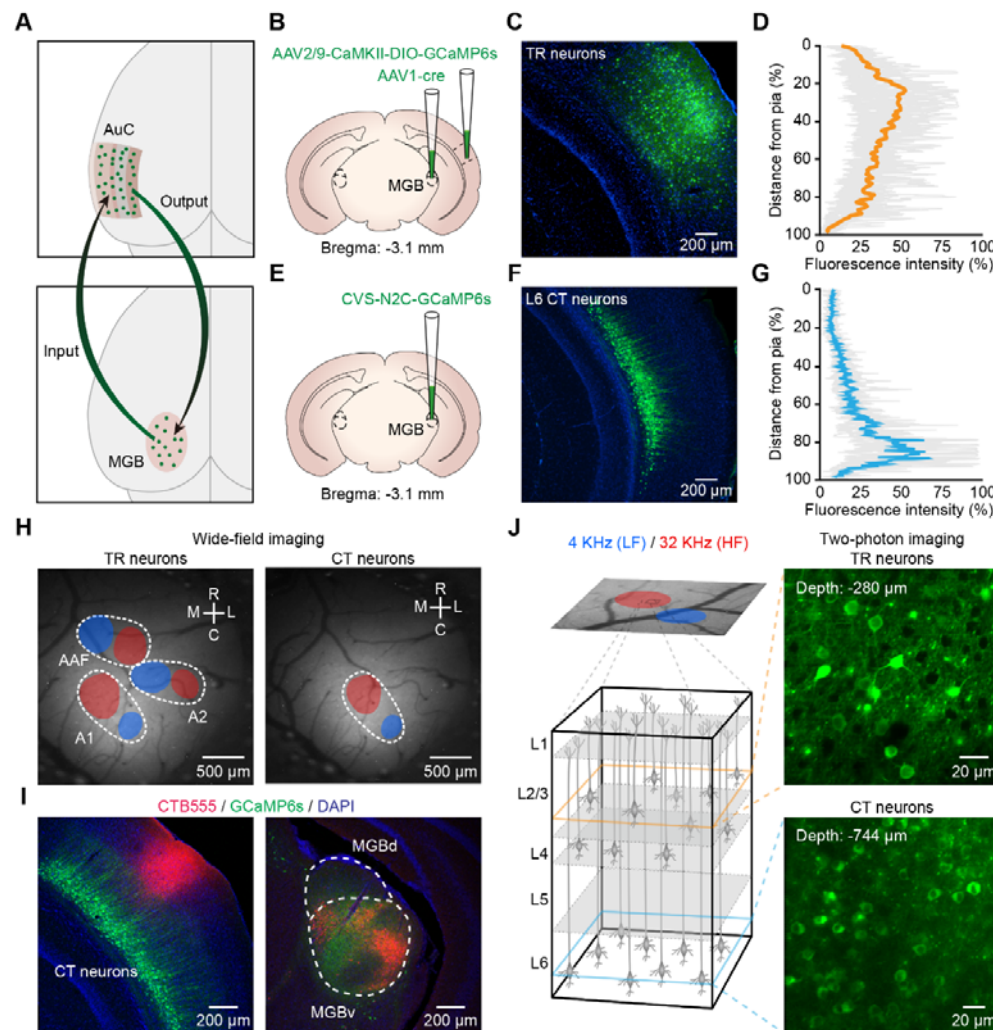 A
AuC
Output
Input
MGB
B
AAV2/9-CaMKII-DIO-GCaMP6s
AAV1-cre
MGB
Bregma: -3.1 mm
C
TR neurons
200 µm
D
0
20
40
60
80
100
Distance from pia (%)
0
25
50
75
100
Fluorescence intensity (%)
E
CVS-N2C-GCaMP6s
MGB
Bregma: -3.1 mm
F
L6 CT neurons
200 µm
G
0
20
40
60
80
100
Distance from pia (%)
0
25
50
75
100
Fluorescence intensity (%)
H
Wide-field imaging
TR neurons
CT neurons
R
M
L
C
AAF
A2
A1
500 µm
R
M
L
C
500 µm
I
CTB555 / GCaMP6s / DAPI
CT neurons
200 µm
MGBd
MGBv
200 µm
J
4 KHz (LF) / 32 KHz (HF)
L1
L2/3
L4
L5
L6
Two-photon imaging
TR neurons
Depth: -280 µm
20 µm
CT neurons
Depth: -744 µm
20 µm